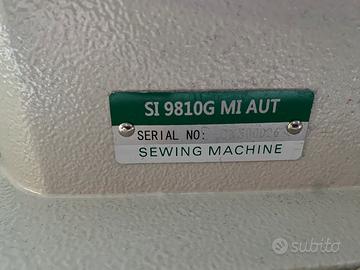 SI 9810G MI AUT
SERIAL NO:
SEWING MACHINE
subito